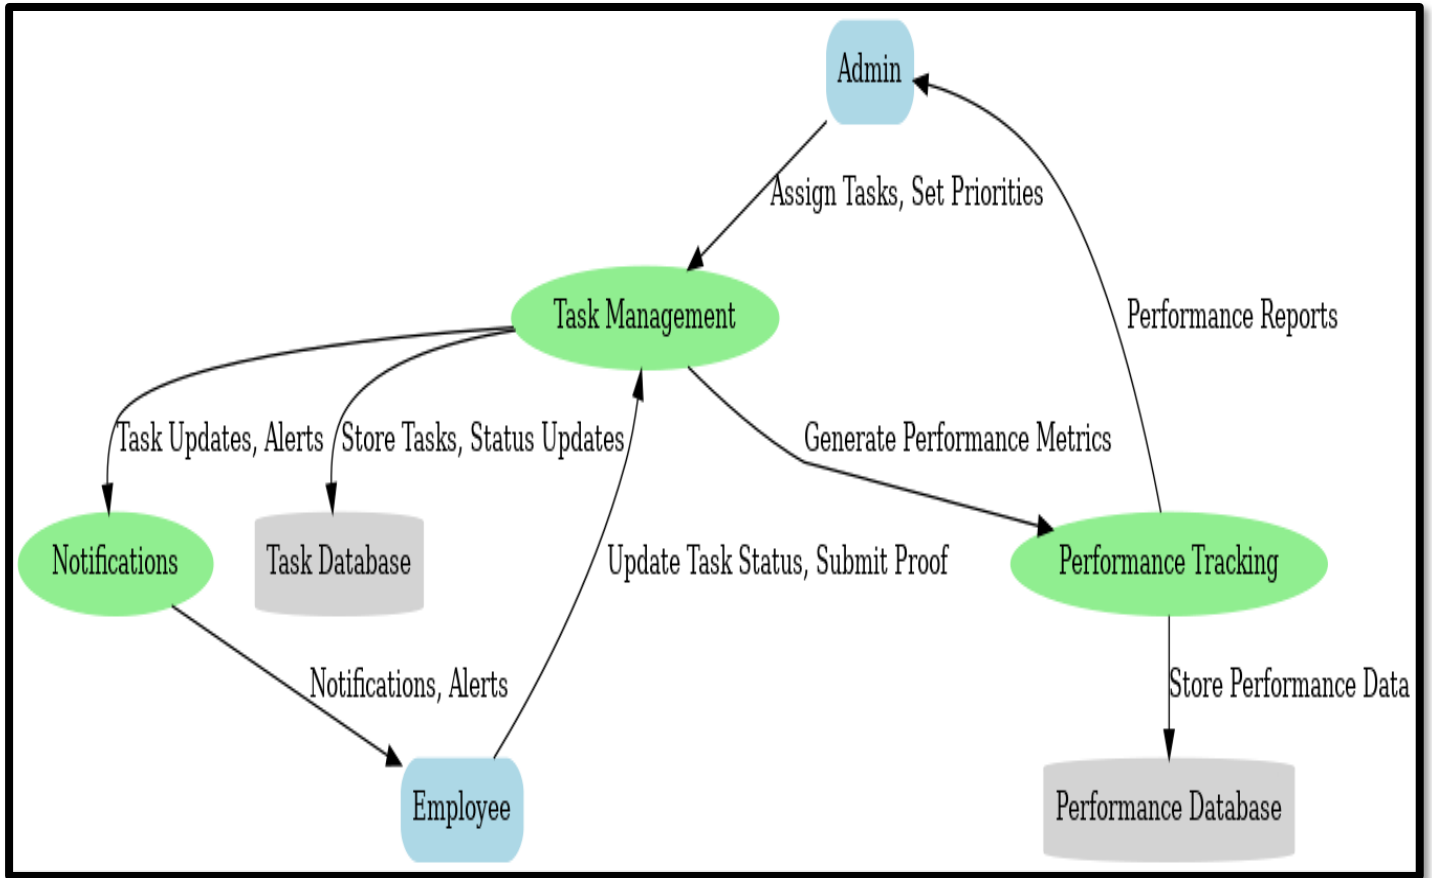 Admin
Assign Tasks, Set Priorities
Task Management
Performance Reports
Task Updates, Alerts
Store Tasks, Status Updates
Generate Performance Metrics
Notifications
Task Database
Update Task Status, Submit Proof
Performance Tracking
Notifications, Alerts
Store Performance Data
Employee
Performance Database